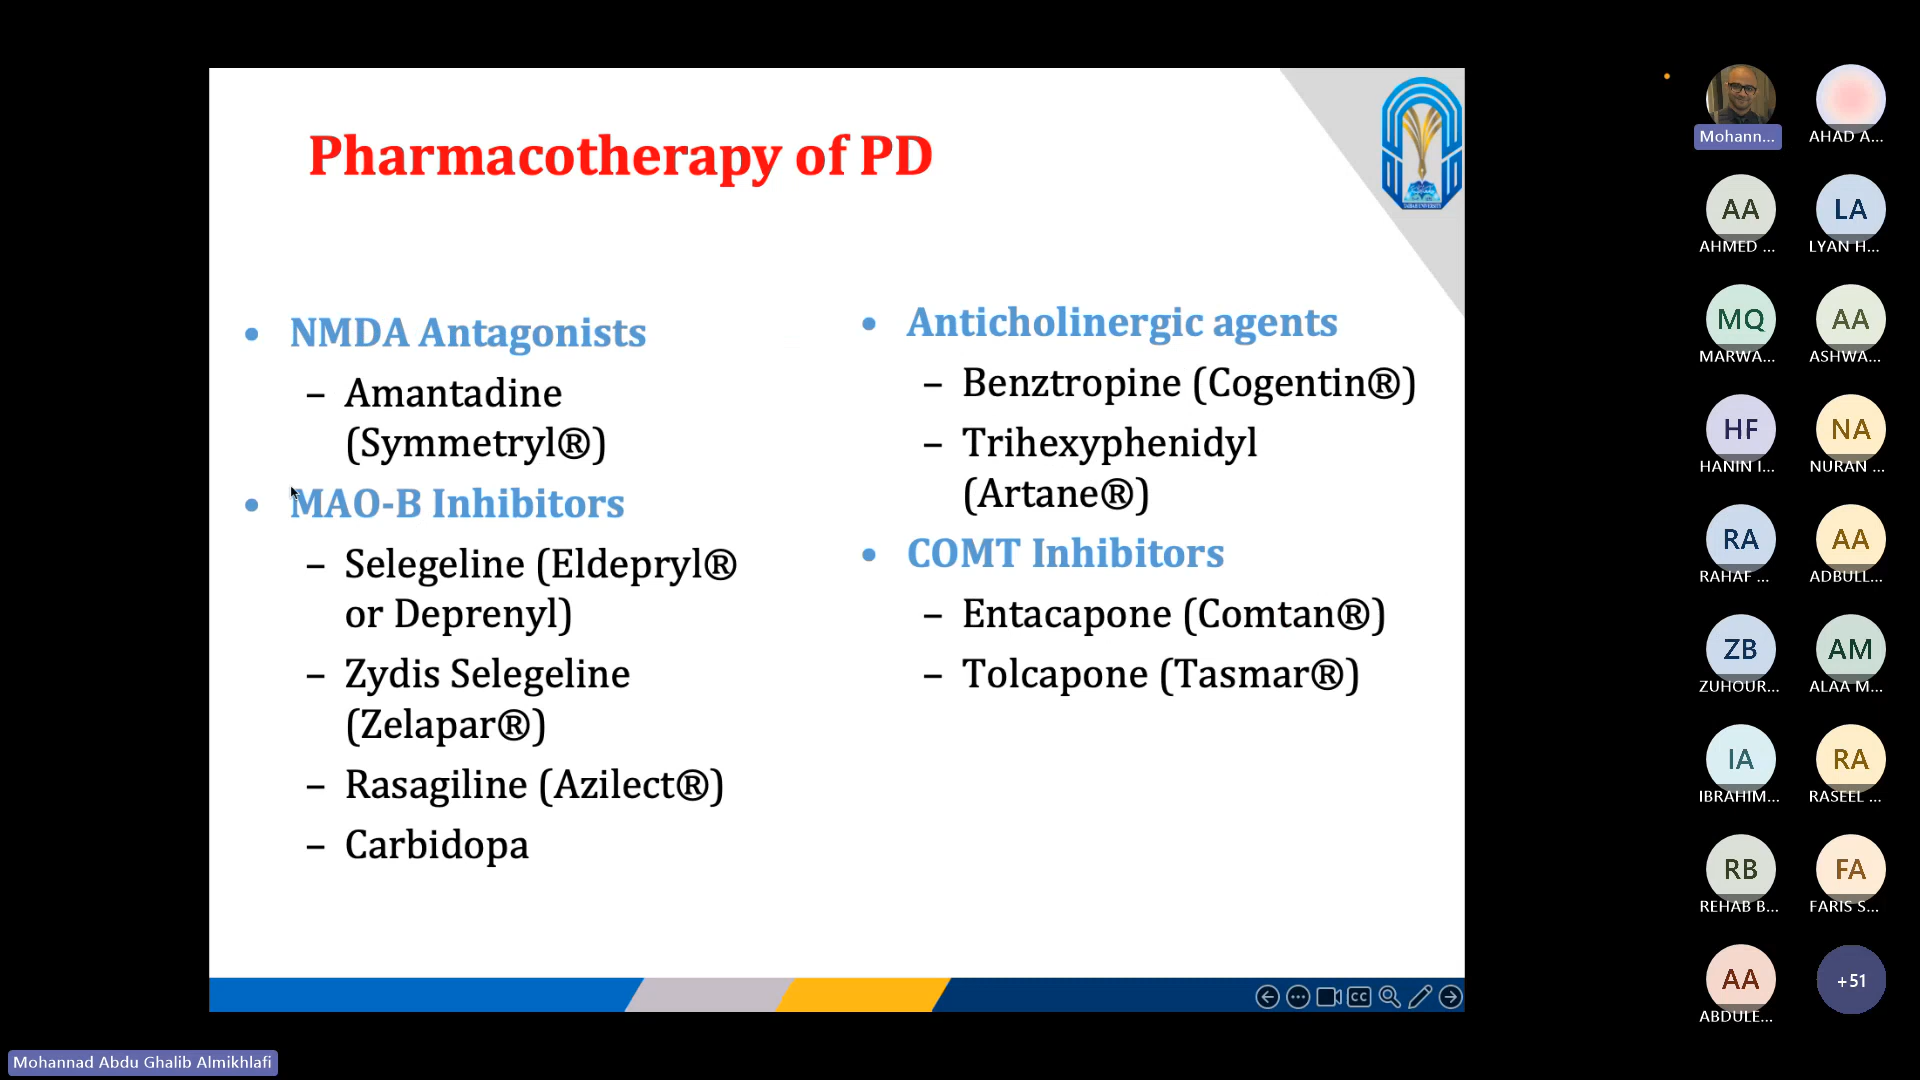 Pharmacotherapy of PD
• NMDA Antagonists
– Amantadine
(Symmetryl®)
• MAO-B Inhibitors
– Selegeline (Eldepryl®
or Deprenyl)
– Zydis Selegeline
(Zelapar®)
– Rasagiline (Azilect®)
– Carbidopa
• Anticholinergic agents
– Benztropine (Cogentin®)
– Trihexyphenidyl
(Artane®)
• COMT Inhibitors
– Entacapone (Comtan®)
– Tolcapone (Tasmar®)
TAIBAH UNIVERSITY
CC
Mohann...
AHAD A...
AA
AHMED ...
LA
LYAN H...
MQ
MARWA...
AA
ASHWA...
HF
HANIN I...
NA
NURAN ...
RA
RAHAF ...
AA
ADBULL...
ZB
ZUHOUR...
AM
ALAA M...
IA
IBRAHIM...
RA
RASEEL ...
RB
REHAB B...
FA
FARIS S...
AA
ABDULE...
+51
Mohannad Abdu Ghalib Almikhlafi